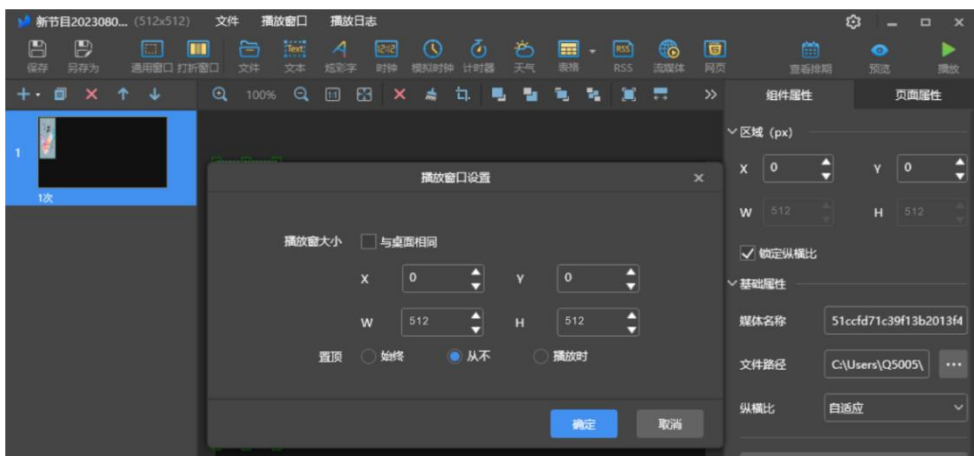 新节目2023080... (512x512) 文件 播放窗口 播放日志
保存 另存为 通用窗口 打折窗口 文件 文本 炫彩字 时钟 模拟时钟 计时器 天气 表格 RSS 流媒体 网页 查看排期 预览 播放
100% 1:1
组件属性 页面属性
1
1次
区域 (px)
X 0 Y 0
W 512 H 512
锁定纵横比
基础属性
媒体名称 51ccfd71c39f13b2013f4
文件路径 C:\Users\Q5005\ ...
纵横比 自适应
播放窗口设置
播放窗大小 与桌面相同
X 0 Y 0
W 512 H 512
置顶 始终 从不 播放时
确定 取消